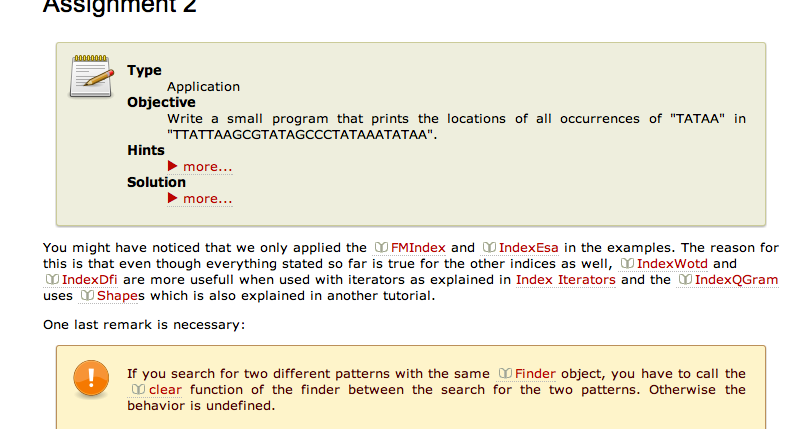 Assignment 2
Type
Application
Objective
Write a small program that prints the locations of all occurrences of "TATAA" in
"TTATTAAGCGTATAGCCCTATAAATATAA".
Hints
more...
Solution
more...
You might have noticed that we only applied the FMIndex and IndexEsa in the examples. The reason for
this is that even though everything stated so far is true for the other indices as well, IndexWotd and
IndexDfi are more usefull when used with iterators as explained in Index Iterators and the IndexQGram
uses Shapes which is also explained in another tutorial.
One last remark is necessary:
If you search for two different patterns with the same Finder object, you have to call the
clear function of the finder between the search for the two patterns. Otherwise the
behavior is undefined.